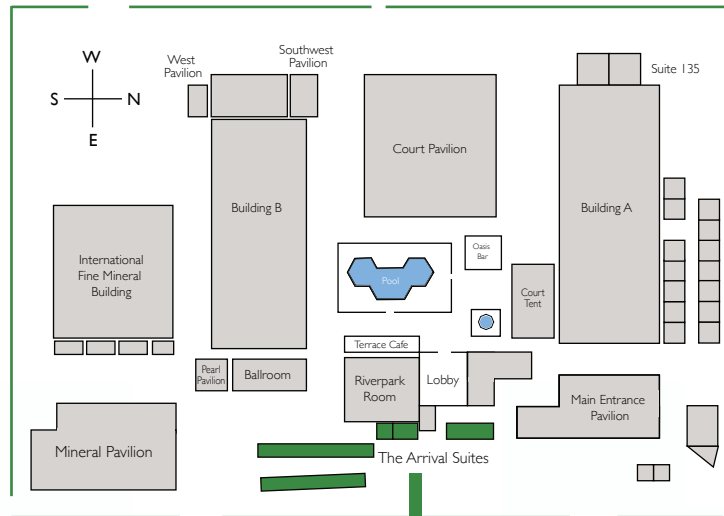 W
S
N
E
West
Pavilion
Southwest
Pavilion
Suite 135
Court Pavilion
Building B
Building A
International
Fine Mineral
Building
Oasis
Bar
Pool
Court
Tent
Terrace Cafe
Pearl
Pavilion
Ballroom
Riverpark
Room
Lobby
Main Entrance
Pavilion
Mineral Pavilion
The Arrival Suites